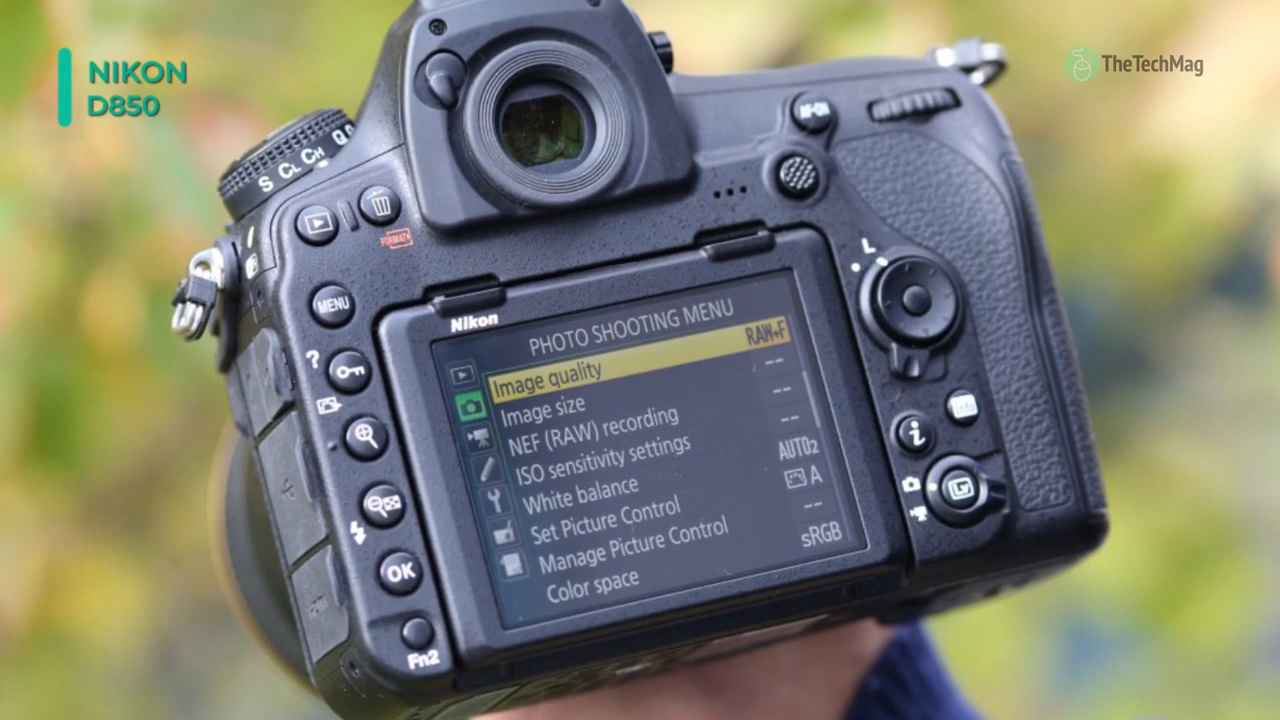 NIKON
D850
TheTechMag
S CL CH Q
AF-ON
FORMAT
MENU
Nikon
PHOTO SHOOTING MENU
Image quality RAW+F
Image size --
NEF (RAW) recording --
ISO sensitivity settings --
White balance AUTO2
Set Picture Control A
Manage Picture Control --
Color space sRGB
L
?
info
i
Lv
OK
Fn2